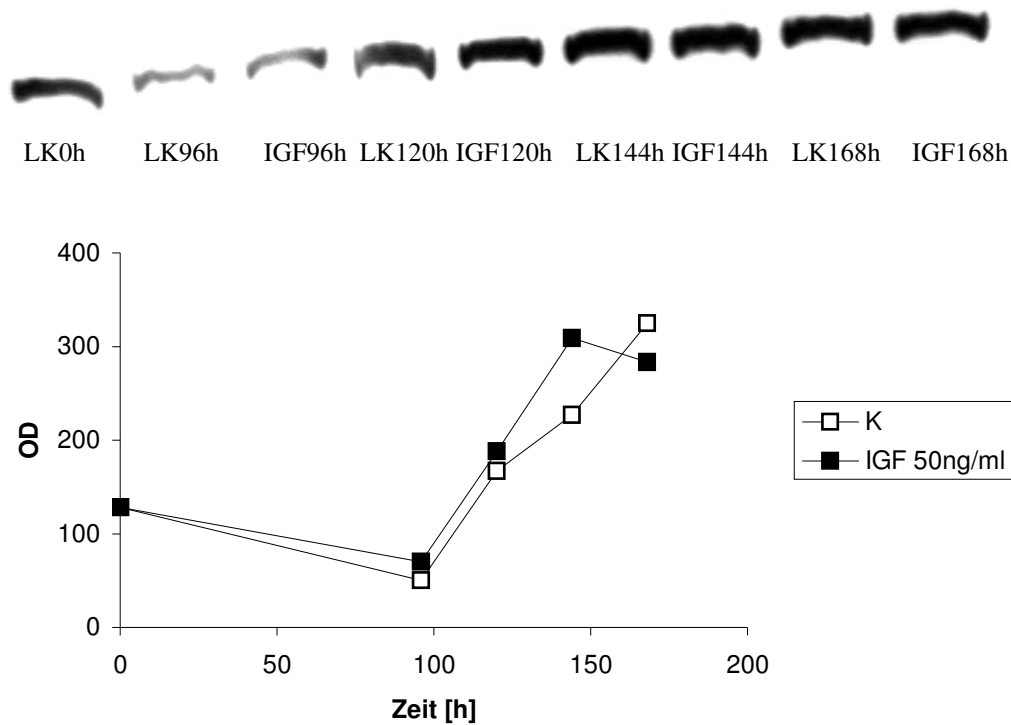 LK0h LK96h IGF96h LK120h IGF120h LK144h IGF144h LK168h IGF168h
400
300
200
100
0
OD
0 50 100 150 200
Zeit [h]
K
IGF 50ng/ml